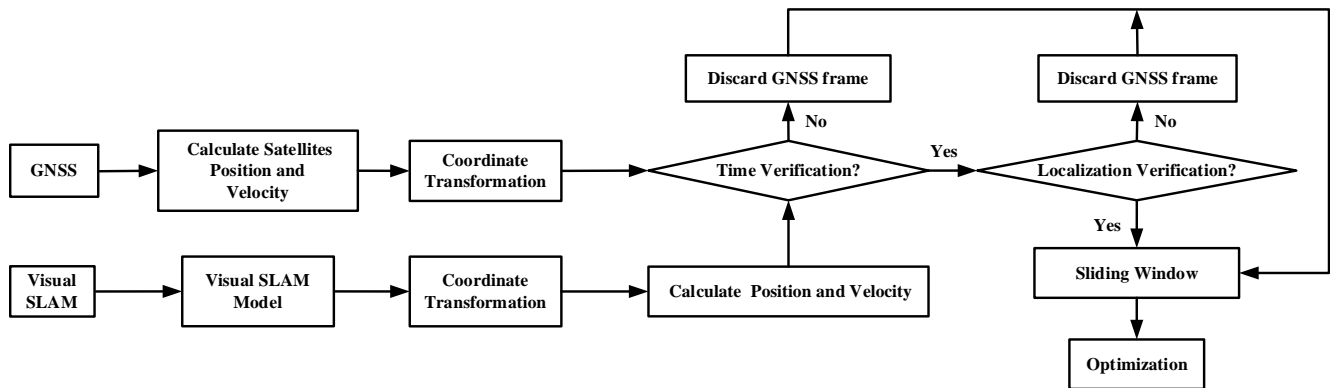 Discard GNSS frame
Discard GNSS frame
No
No
GNSS
Calculate Satellites
Position and
Velocity
Coordinate
Transformation
Time Verification?
Yes
Localization Verification?
Yes
Visual
SLAM
Visual SLAM
Model
Coordinate
Transformation
Calculate Position and Velocity
Sliding Window
Optimization